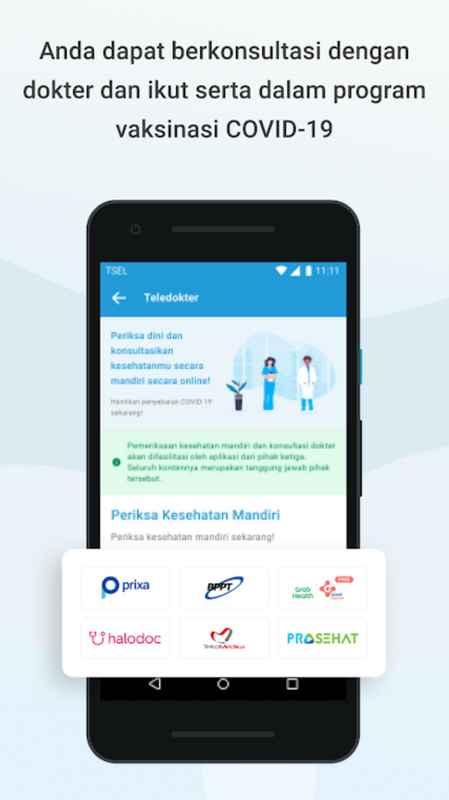 Anda dapat berkonsultasi dengan
dokter dan ikut serta dalam program
vaksinasi COVID-19
TSEL 11:11
Teledokter
Periksa dini dan
konsultasikan
kesehatanmu secara
mandiri secara online!
Hentikan penyebaran COVID-19
sekarang!
Pemeriksaan kesehatan mandiri dan konsultasi dokter
akan difasilitasi oleh aplikasi dari pihak ketiga.
Seluruh kontennya merupakan tanggung jawab pihak
tersebut.
Periksa Kesehatan Mandiri
Periksa kesehatan mandiri sekarang!
prixa BPPT Grab Health FREE
halodoc TelkoMedika PROSEHAT